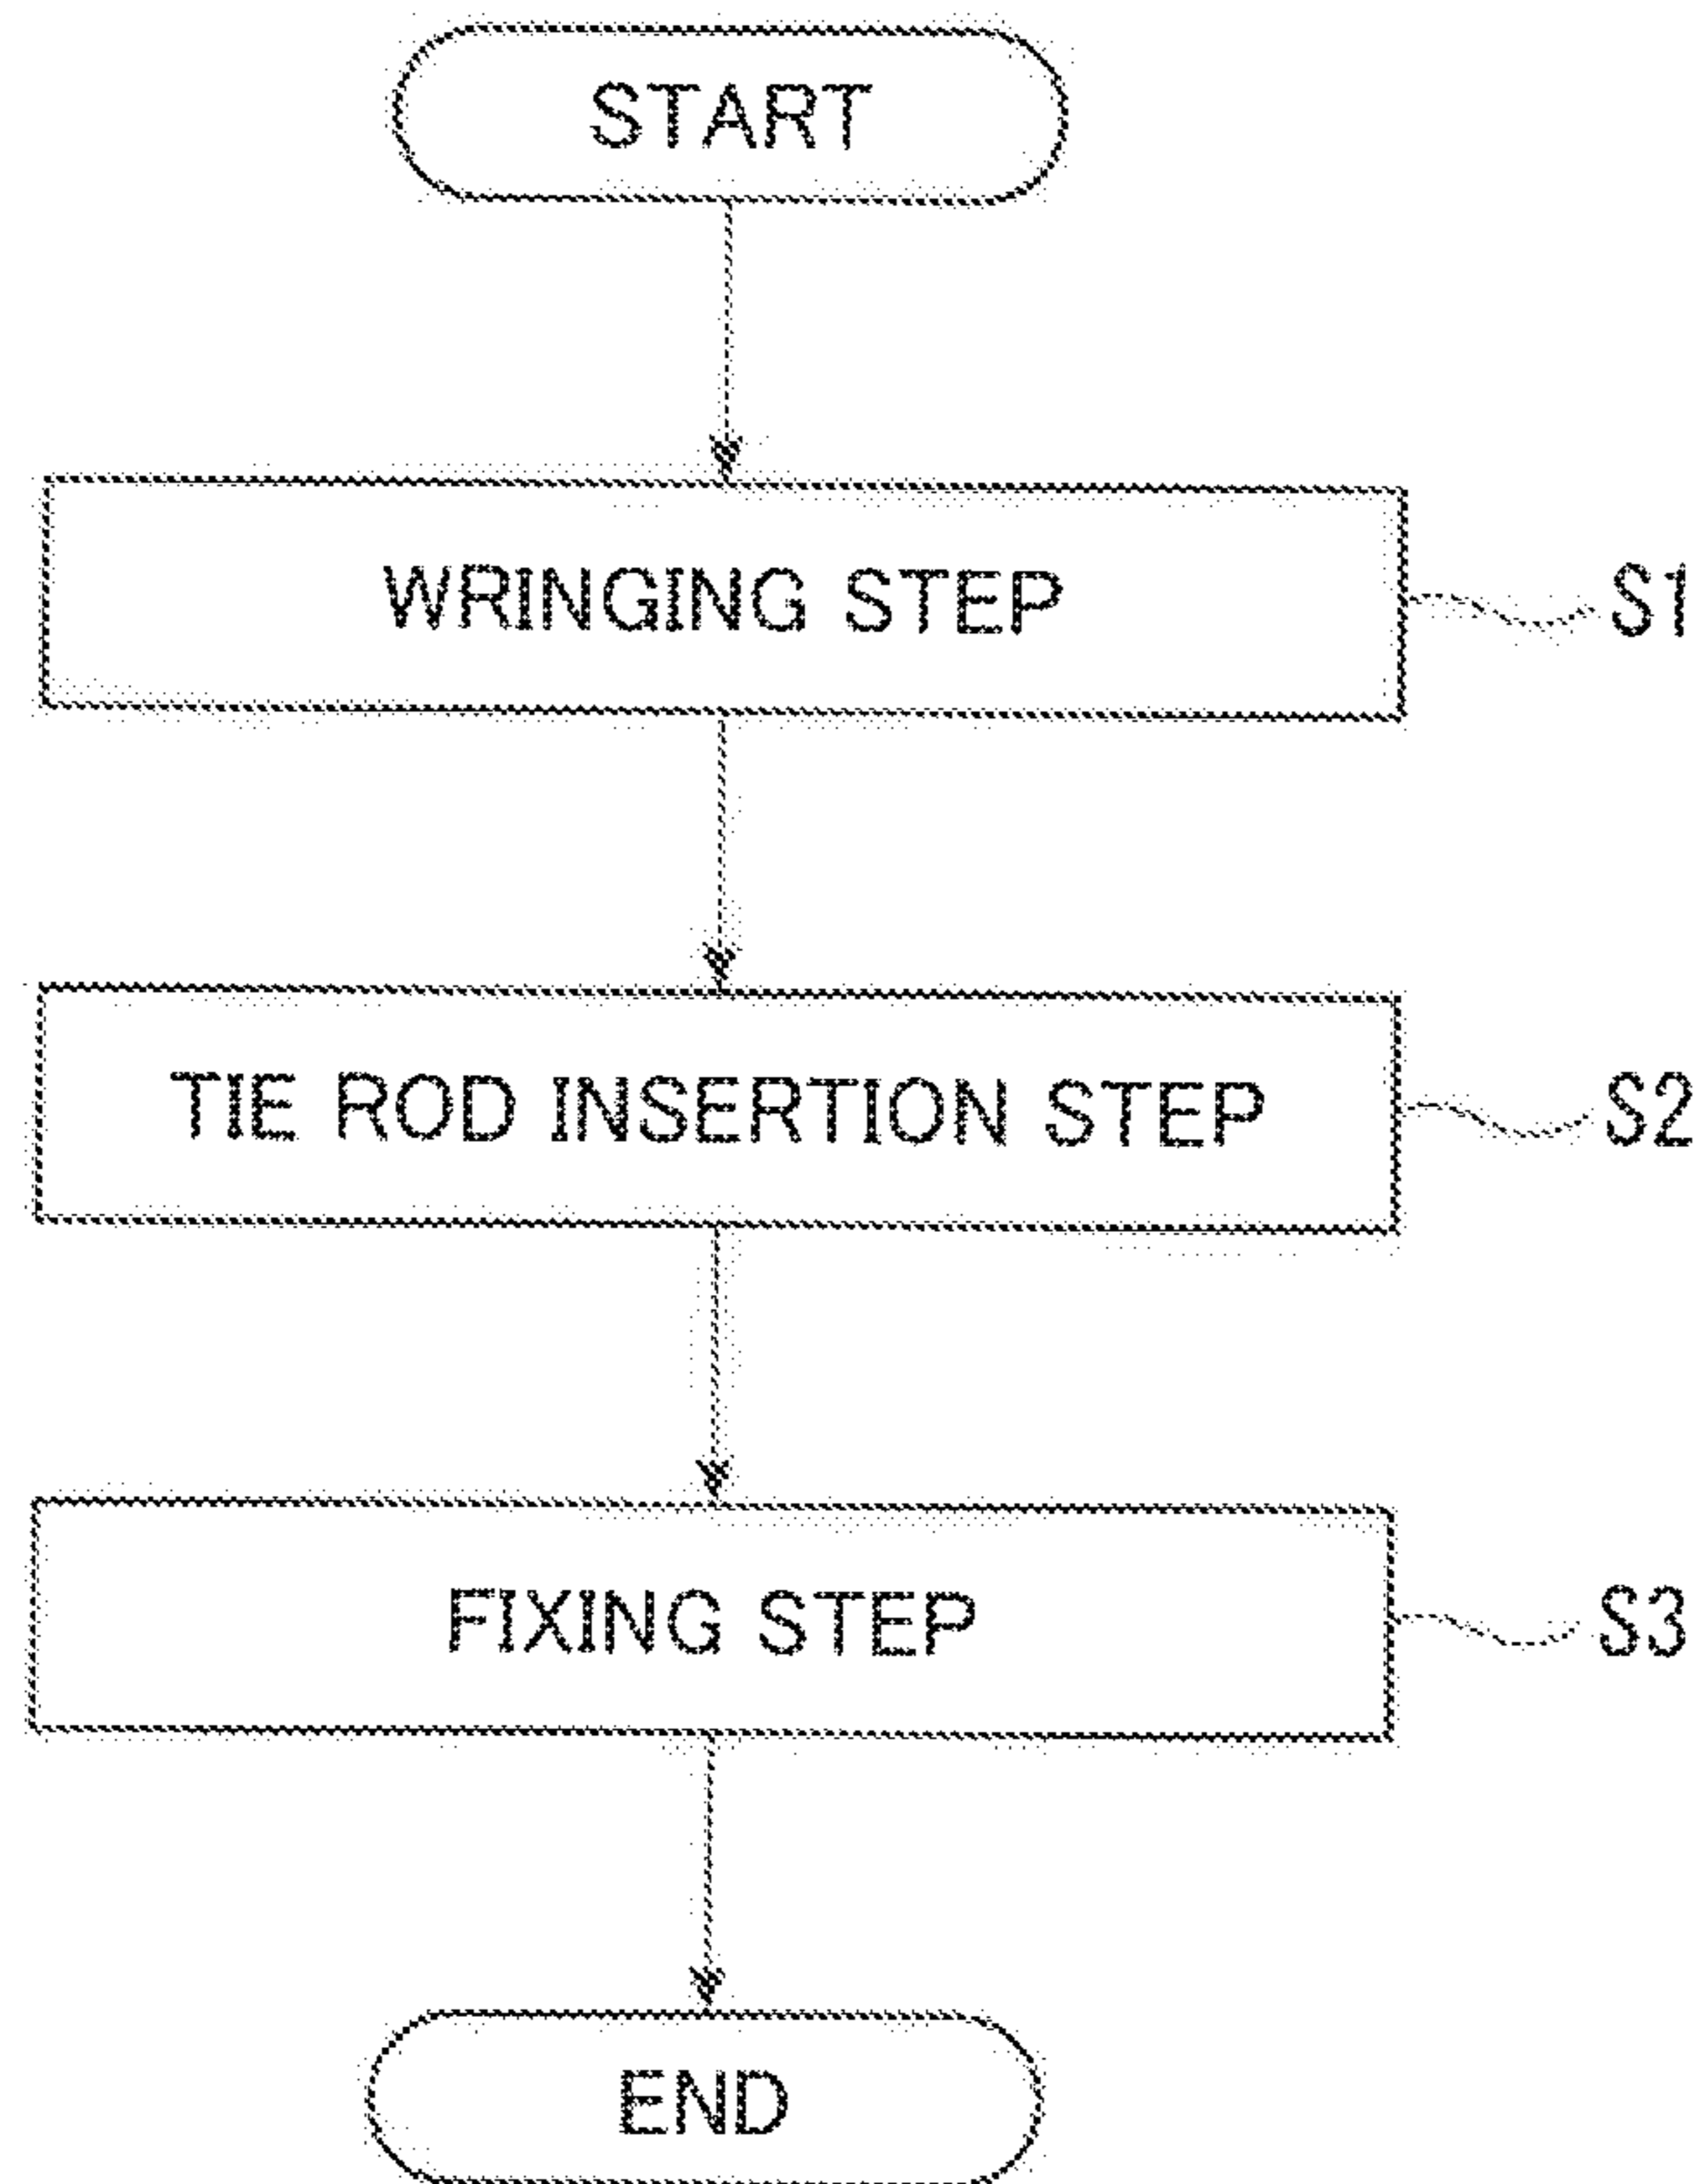 START
WRINGING STEP
S1
TIE ROD INSERTION STEP
S2
FIXING STEP
S3
END